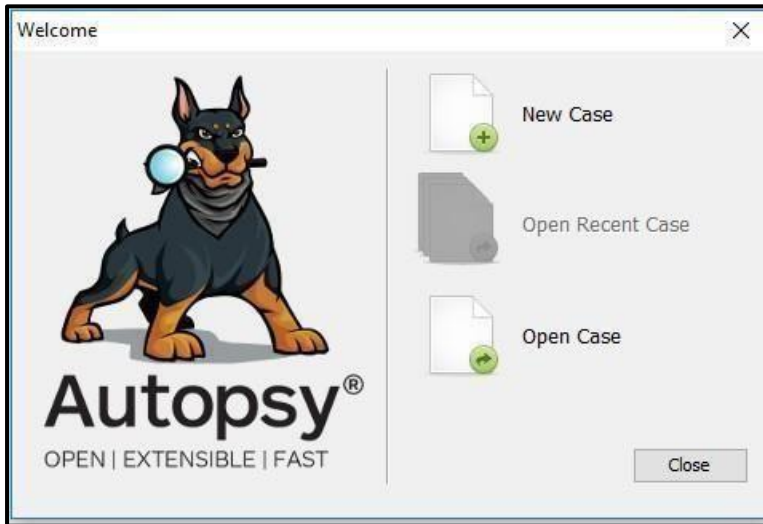 Welcome
New Case
Open Recent Case
Open Case
Autopsy®
OPEN | EXTENSIBLE | FAST
Close